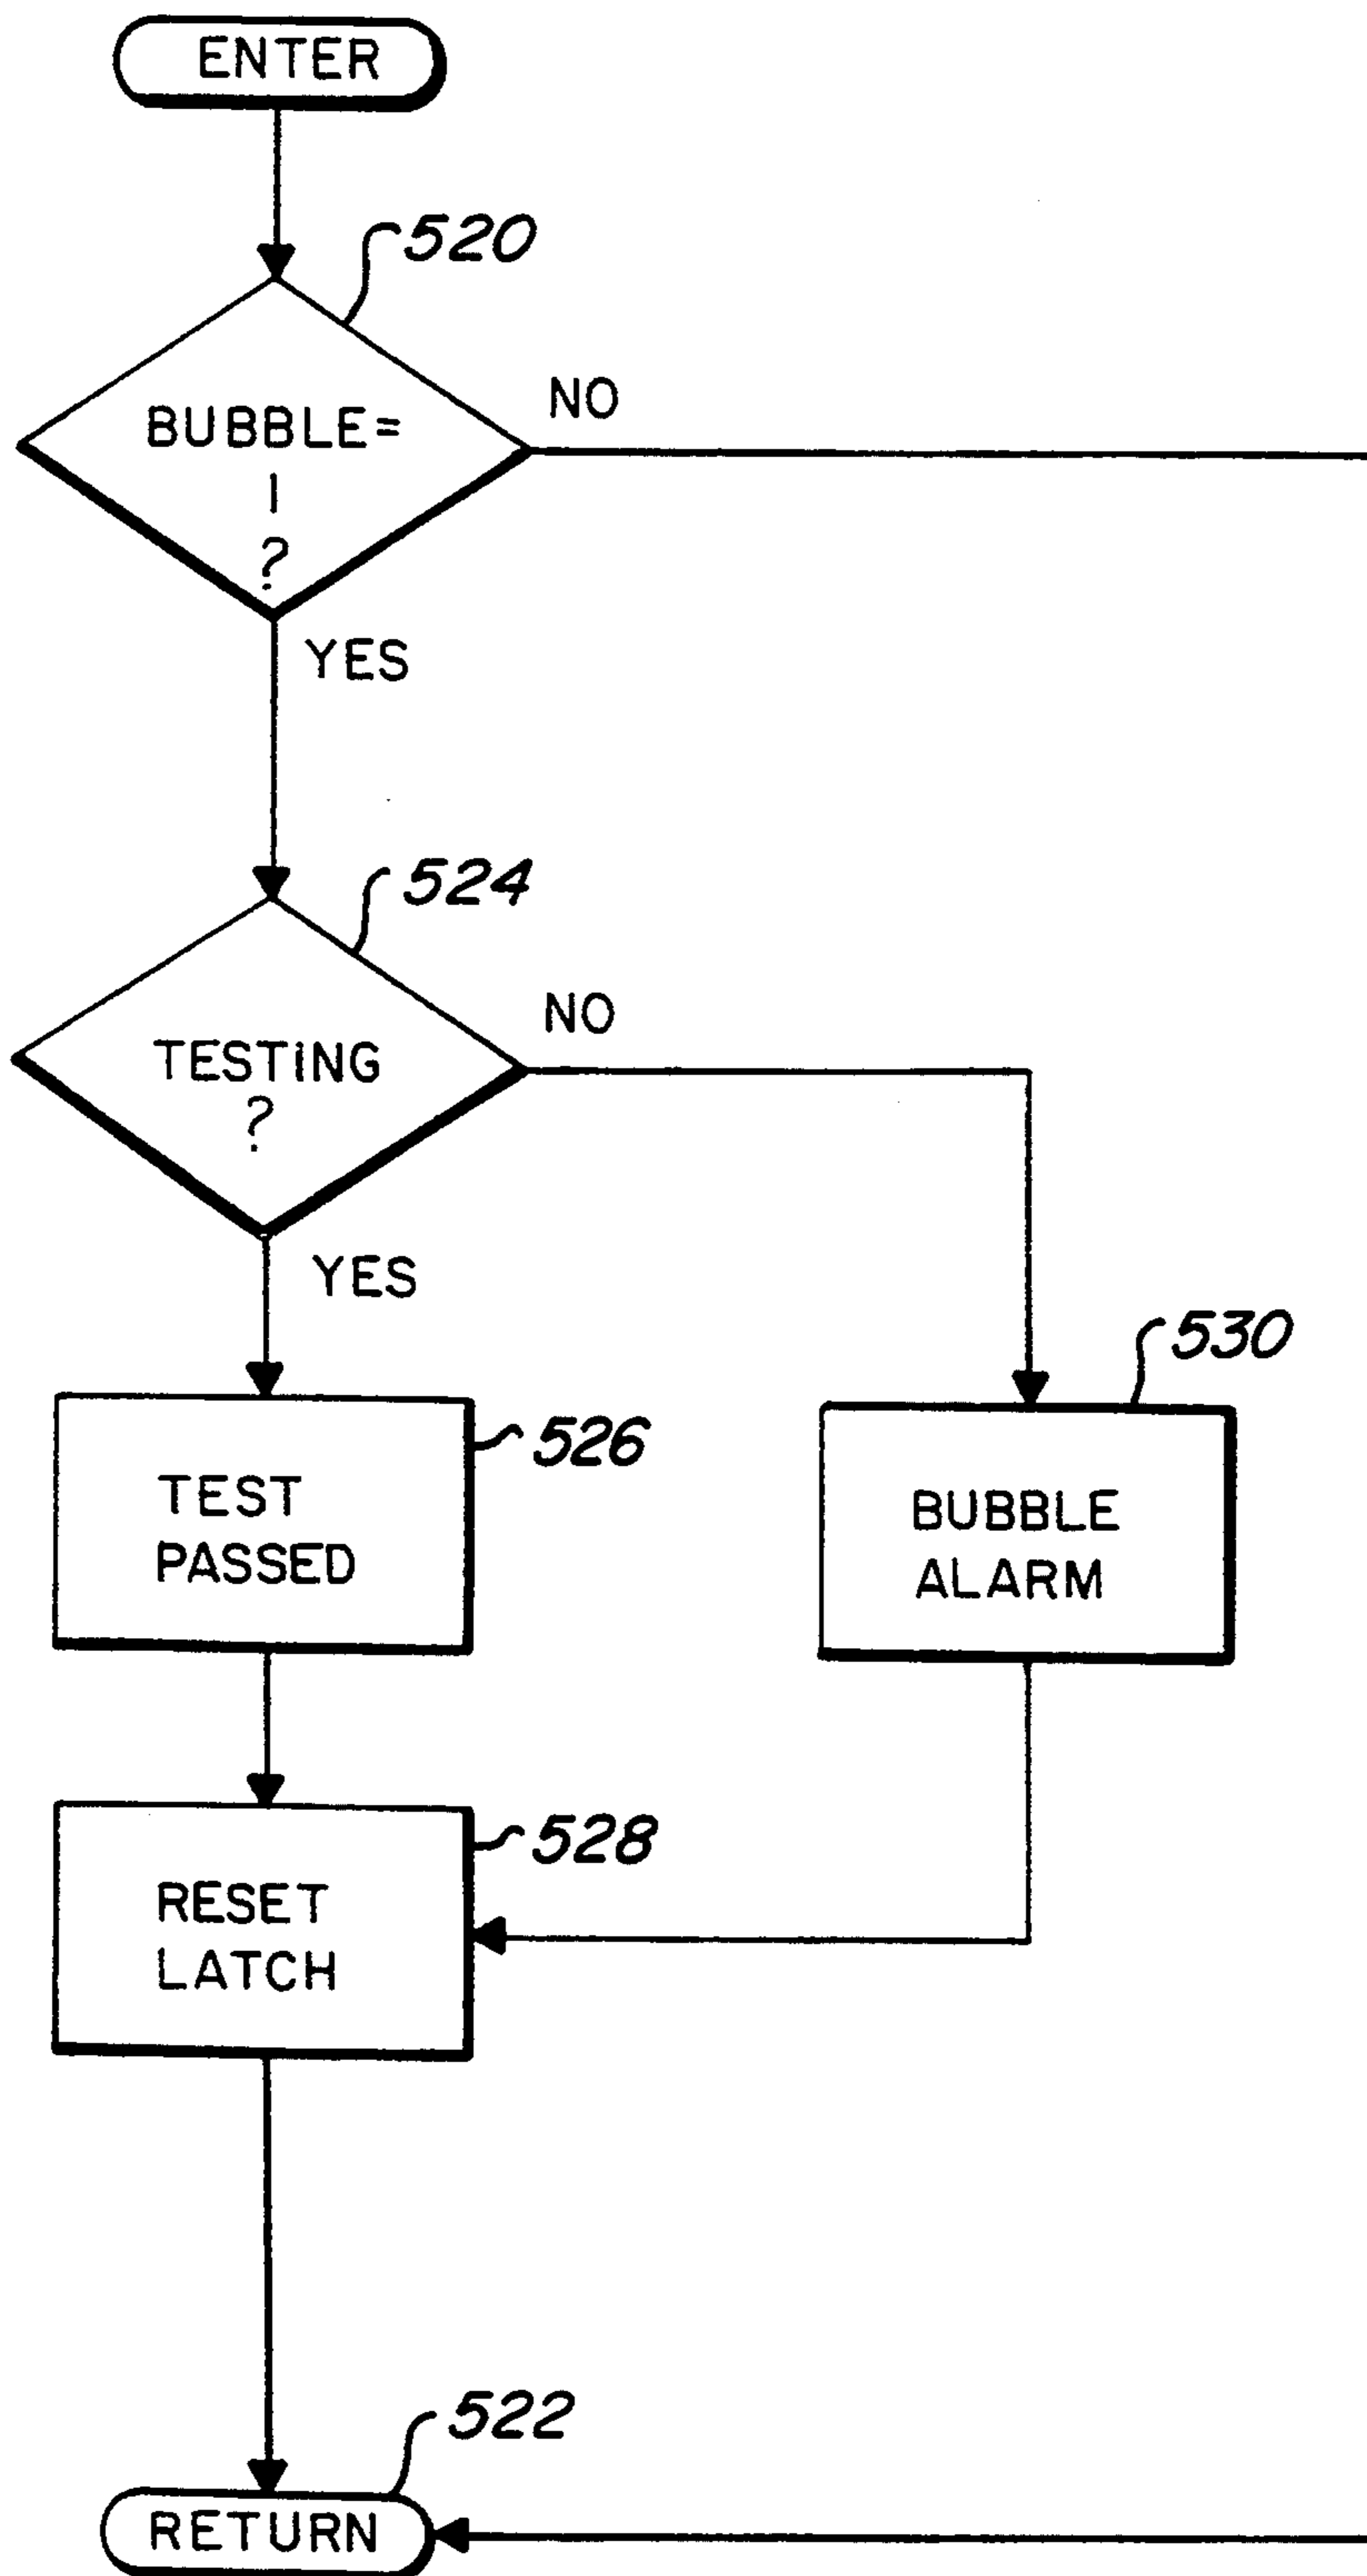 ENTER
520
BUBBLE=
1
?
NO
YES
524
TESTING
?
NO
YES
530
526
TEST
PASSED
BUBBLE
ALARM
528
RESET
LATCH
522
RETURN